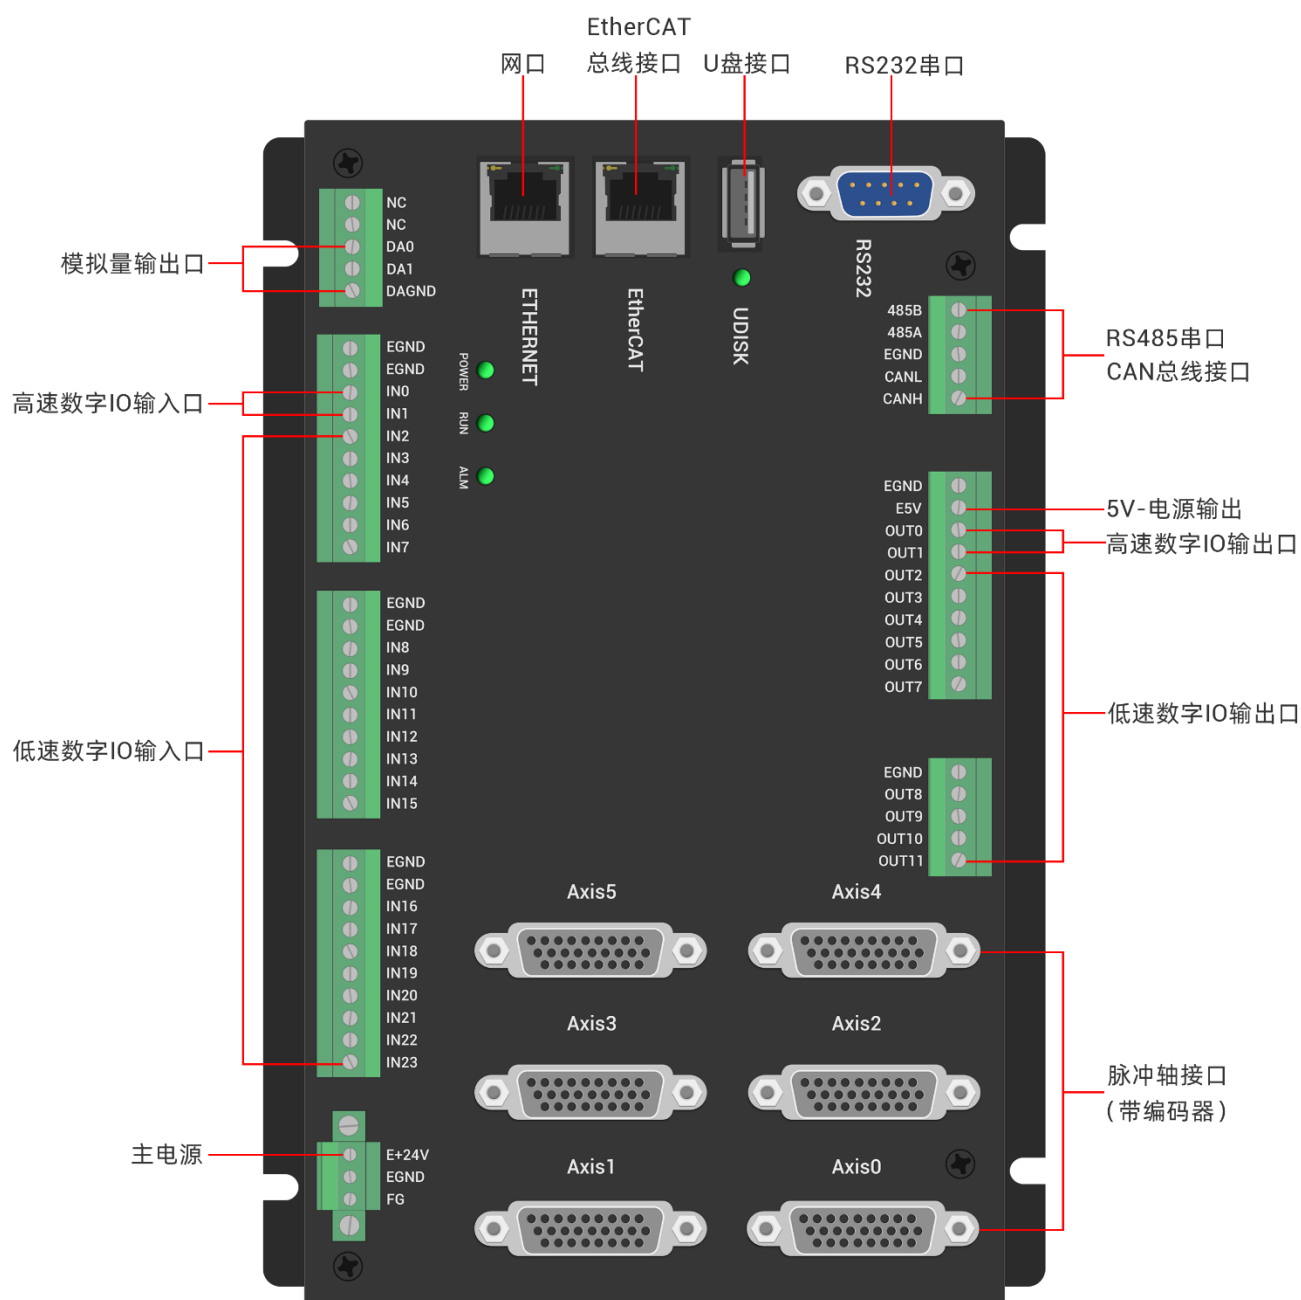 EtherCAT
网口
总线接口
U盘接口
RS232串口
NC
NC
DA0
DA1
DAGND
模拟量输出口
ETHERNET
EtherCAT
UDISK
RS232
485B
485A
EGND
CANL
CANH
RS485串口
CAN总线接口
EGND
EGND
IN0
IN1
IN2
IN3
IN4
IN5
IN6
IN7
高速数字IO输入口
POWER
RUN
ALM
EGND
E5V
OUT0
OUT1
OUT2
OUT3
OUT4
OUT5
OUT6
OUT7
5V-电源输出
高速数字IO输出口
低速数字IO输出口
EGND
EGND
IN8
IN9
IN10
IN11
IN12
IN13
IN14
IN15
低速数字IO输入口
EGND
OUT8
OUT9
OUT10
OUT11
EGND
EGND
IN16
IN17
IN18
IN19
IN20
IN21
IN22
IN23
Axis5
Axis4
Axis3
Axis2
Axis1
Axis0
脉冲轴接口
(带编码器)
主电源
E+24V
EGND
FG